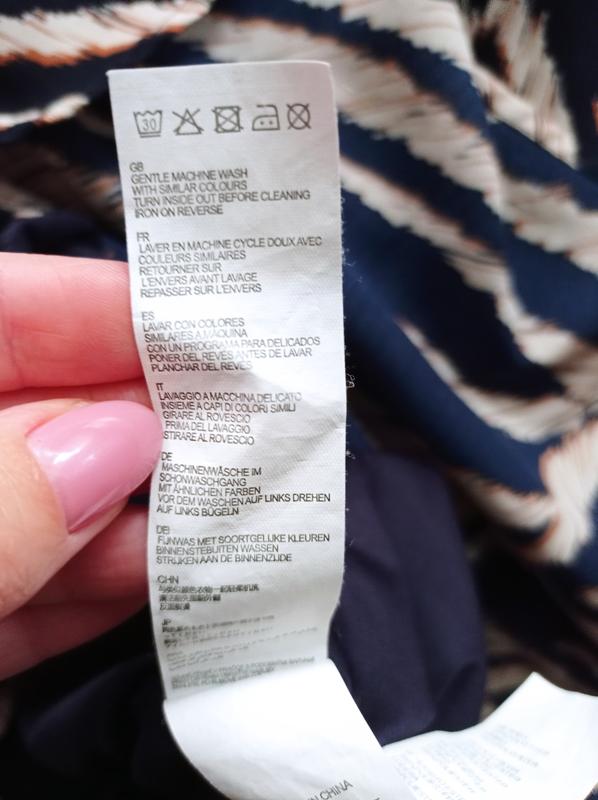 30
GB
GENTLE MACHINE WASH
WITH SIMILAR COLOURS
TURN INSIDE OUT BEFORE CLEANING
IRON ON REVERSE
FR
LAVER EN MACHINE CYCLE DOUX AVEC
COULEURS SIMILAIRES
RETOURNER SUR
L'ENVERS AVANT LAVAGE
REPASSER SUR L'ENVERS
ES
LAVAR CON COLORES
SIMILARES A MÁQUINA
CON UN PROGRAMA PARA DELICADOS
PONER DEL REVÉS ANTES DE LAVAR
PLANCHAR DEL REVÉS
IT
LAVAGGIO A MACCHINA DELICATO
INSIEME A CAPI DI COLORI SIMILI
GIRARE AL ROVESCIO
PRIMA DEL LAVAGGIO
STIRARE AL ROVESCIO
DE
MASCHINENWÄSCHE IM
SCHONWASCHGANG
MIT ÄHNLICHEN FARBEN
VOR DEM WASCHEN AUF LINKS DREHEN
AUF LINKS BÜGELN
DEI
FIJNWAS MET SOORTGELIJKE KLEUREN
BINNENSTEBUITEN WASSEN
STRIJKEN AAN DE BINNENZIJDE
CHN
JP
CHINA